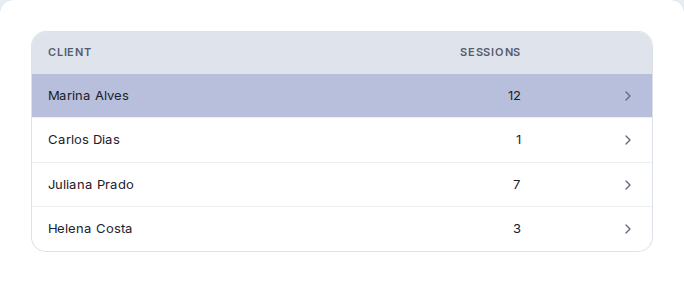 CLIENT SESSIONS
Marina Alves 12
Carlos Dias 1
Juliana Prado 7
Helena Costa 3